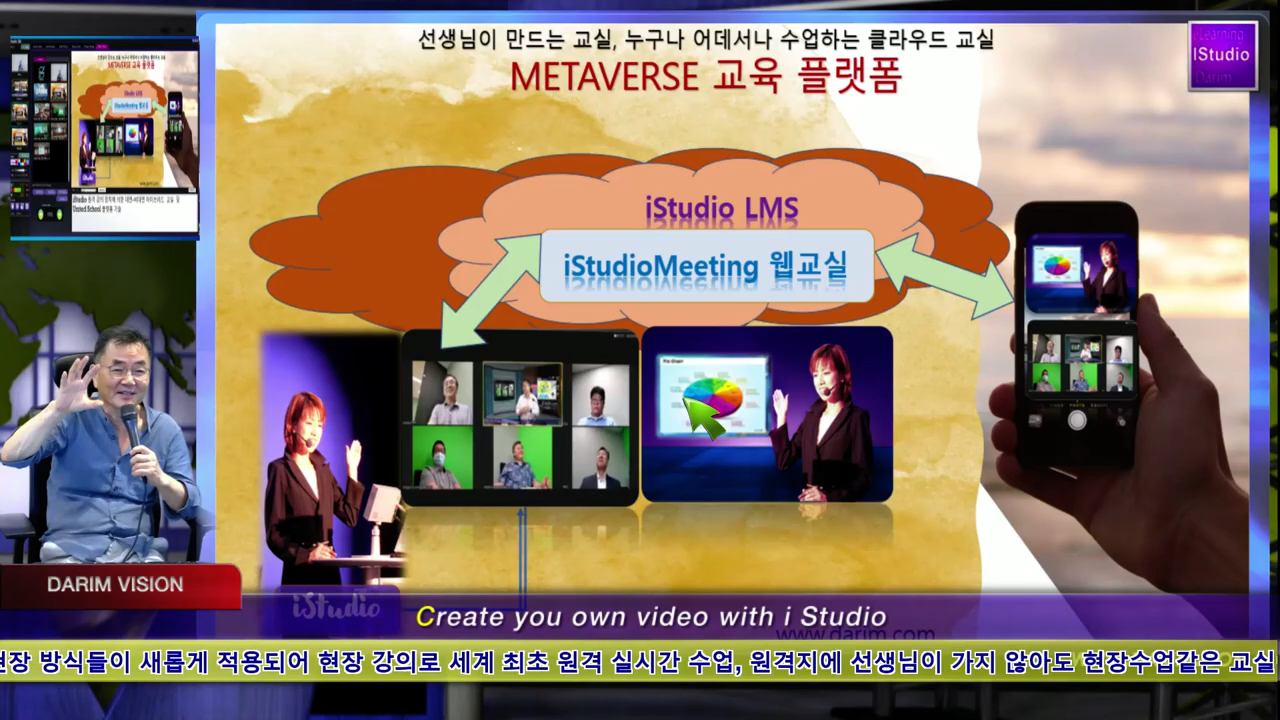 선생님이 만드는 교실, 누구나 어데서나 수업하는 클라우드 교실
METAVERSE 교육 플랫폼
eLearning
IStudio
Darim
iStudio LMS
iStudioMeeting 웹교실
DARIM VISION
iStudio
Create you own video with i Studio
www.darim.com
현장 방식들이 새롭게 적용되어 현장 강의로 세계 최초 원격 실시간 수업, 원격지에 선생님이 가지 않아도 현장수업같은 교실